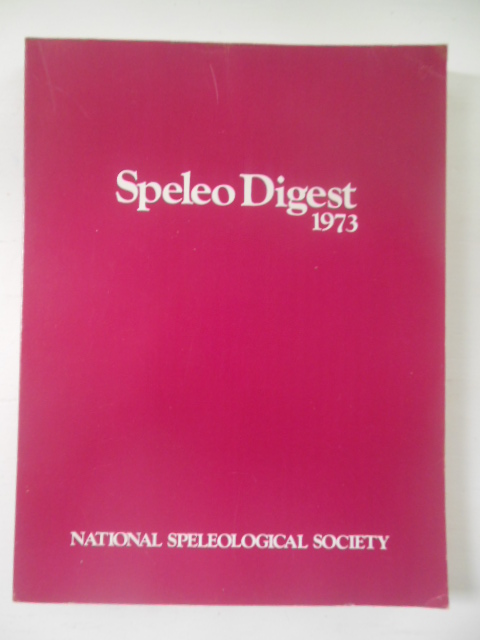 Speleo Digest
1973
NATIONAL SPELEOLOGICAL SOCIETY